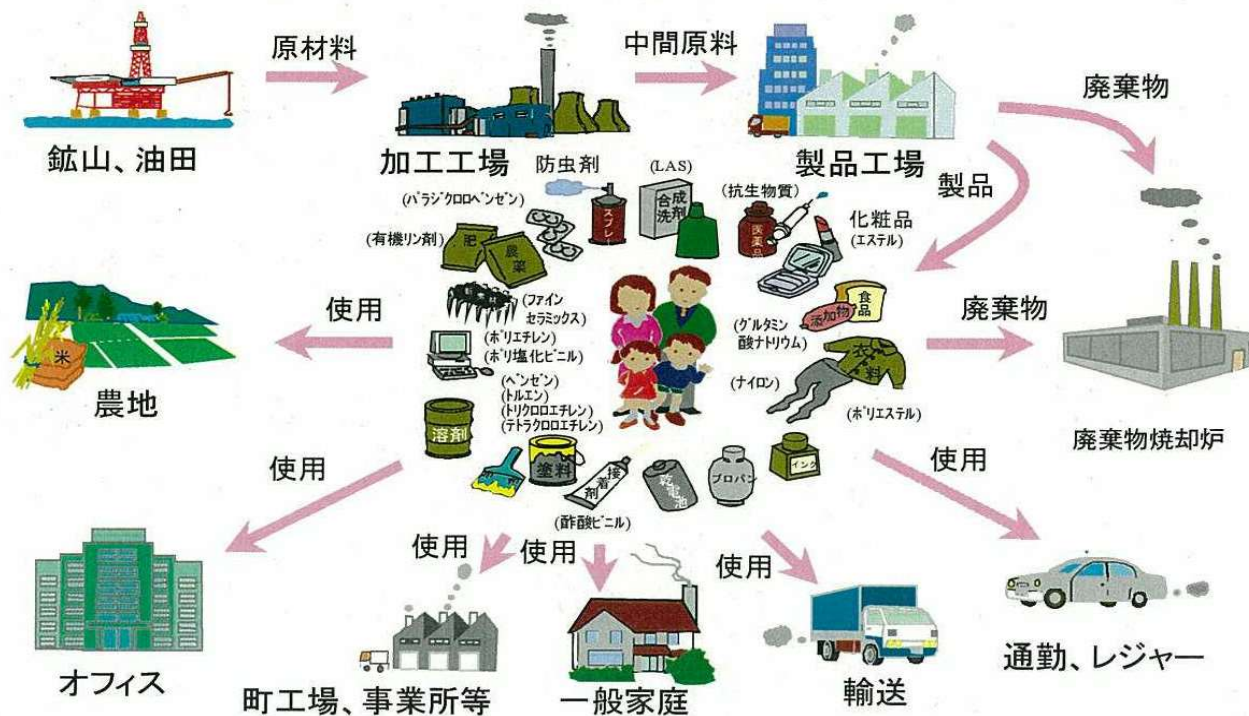 原材料
中間原料
廃棄物
鉱山、油田
加工工場
製品工場
製品
防虫剤
(LAS)
(抗生物質)
(パラジクロロベンゼン)
スプレー
合成
洗剤
医薬品
化粧品
(エステル)
(有機リン剤)
肥
農薬
使用
(ファイン
セラミックス)
(ポリエチレン)
(ポリ塩化ビニル)
(ベンゼン)
(トルエン)
(トリクロロエチレン)
(テトラクロロエチレン)
食品
添加物
(グルタミン
酸ナトリウム)
廃棄物
衣料
(ナイロン)
(ポリエステル)
米
農地
廃棄物焼却炉
溶剤
塗料
接着剤
乾電池
プロパン
インク
(酢酸ビニル)
使用
使用
使用
使用
使用
オフィス
町工場、事業所等
一般家庭
輸送
通勤、レジャー